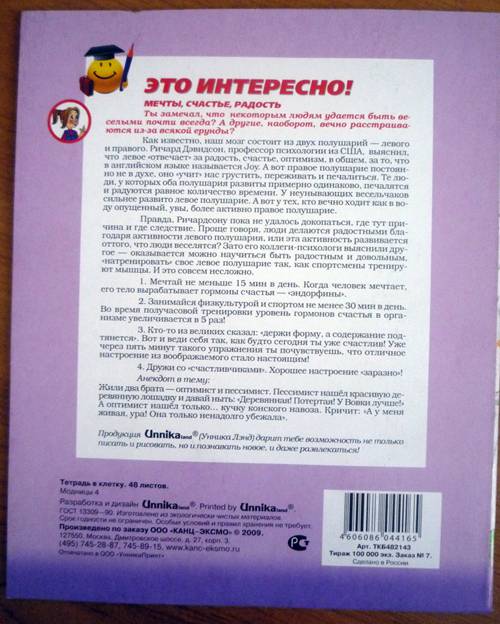 ЭТО ИНТЕРЕСНО!
МЕЧТЫ, СЧАСТЬЕ, РАДОСТЬ
Ты замечал, что некоторым людям удается быть ве-
селыми почти всегда? А другие, наоборот, вечно расстраива-
ются из-за всякой ерунды?
Как известно, наш мозг состоит из двух полушарий — левого
и правого. Ричард Дэвидсон, профессор психологии из США, выяснил,
что левое «отвечает» за радость, счастье, оптимизм, в общем, за то, что
в английском языке называется Joy. А вот правое полушарие постоян-
но не в духе, оно «учит» нас грустить, переживать и печалиться. Те лю-
ди, у которых оба полушария развиты примерно одинаково, печалятся
и радуются равное количество времени. У неунывающих весельчаков
сильнее развито левое полушарие. А вот у тех, кто вечно ходит как в во-
ду опущенный, увы, более активно правое полушарие.
Правда, Ричардсону пока не удалось докопаться, где тут при-
чина и где следствие. Проще говоря, люди делаются радостными бла-
годаря активности левого полушария, или эта активность развивается
оттого, что люди веселятся? Зато его коллеги-психологи выяснили дру-
гое — оказывается можно научиться быть радостным и довольным,
«натренировать» свое левое полушарие так, как спортсмены трениру-
ют мышцы. И это совсем несложно.
1. Мечтай не меньше 15 мин в день. Когда человек мечтает,
его тело вырабатывает гормоны счастья — «эндорфины».
2. Занимайся физкультурой и спортом не менее 30 мин в день.
Во время получасовой тренировки уровень гормонов счастья в орга-
низме увеличивается в 5 раз!
3. Кто-то из великих сказал: «держи форму, а содержание под-
тянется». Вот и веди себя так, как будто сегодня ты уже счастлив! Уже
через пять минут такого упражнения ты почувствуешь, что отличное
настроение из воображаемого стало настоящим!
4. Дружи со «счастливчиками». Хорошее настроение «заразно»!
Анекдот в тему:
Жили два брата — оптимист и пессимист. Пессимист нашёл красивую де-
ревянную лошадку и давай ныть: «Деревянная! Потертая! У Вовки лучше!»
А оптимист нашёл только... кучку конского навоза. Кричит: «А у меня
живая, ура! Она только ненадолго убежала».
Продукция Unnikaland® (Унника Лэнд) дарит тебе возможность не только
писать и рисовать, но и познавать новое, и даже развлекаться!
Тетрадь в клетку. 48 листов.
Модницы 4
Разработка и дизайн Unnikaland®. Printed by Unnikaland®.
ГОСТ 13309—90. Изготовлено из экологически чистых материалов.
Срок годности не ограничен. Особых условий и правил хранения не требует.
Произведено по заказу ООО «КАНЦ-ЭКСМО» © 2009.
127550, Москва, Дмитровское шоссе, д. 27, корп. 3.
(495) 745-28-87, 745-89-15, www.kanc-eksmo.ru
Отпечатано в ООО «УнникаПринт»
4606086044165
Арт. ТК6482143
Тираж 100 000 экз. Заказ № 7.
Сделано в России